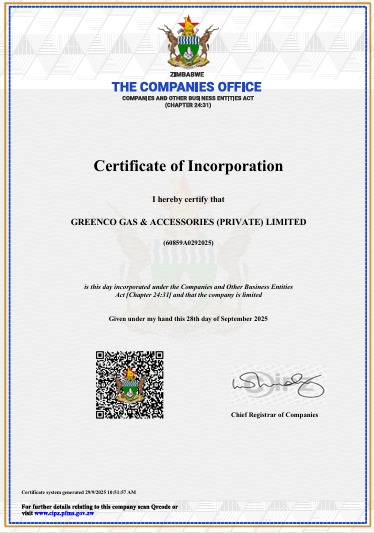 ZIMBABWE
THE COMPANIES OFFICE
COMPANIES AND OTHER BUSINESS ENTITIES ACT
(CHAPTER 24:31)
Certificate of Incorporation
I hereby certify that
GREENCO GAS & ACCESSORIES (PRIVATE) LIMITED
(60859A0292025)
is this day incorporated under the Companies and Other Business Entities
Act [Chapter 24:31] and that the company is limited
Given under my hand this 28th day of September 2025
cipz
Chief Registrar of Companies
Certificate system generated 29/9/2025 10:51:57 AM
For further details relating to this company scan Qrcode or
visit www.cipz.pfms.gov.zw